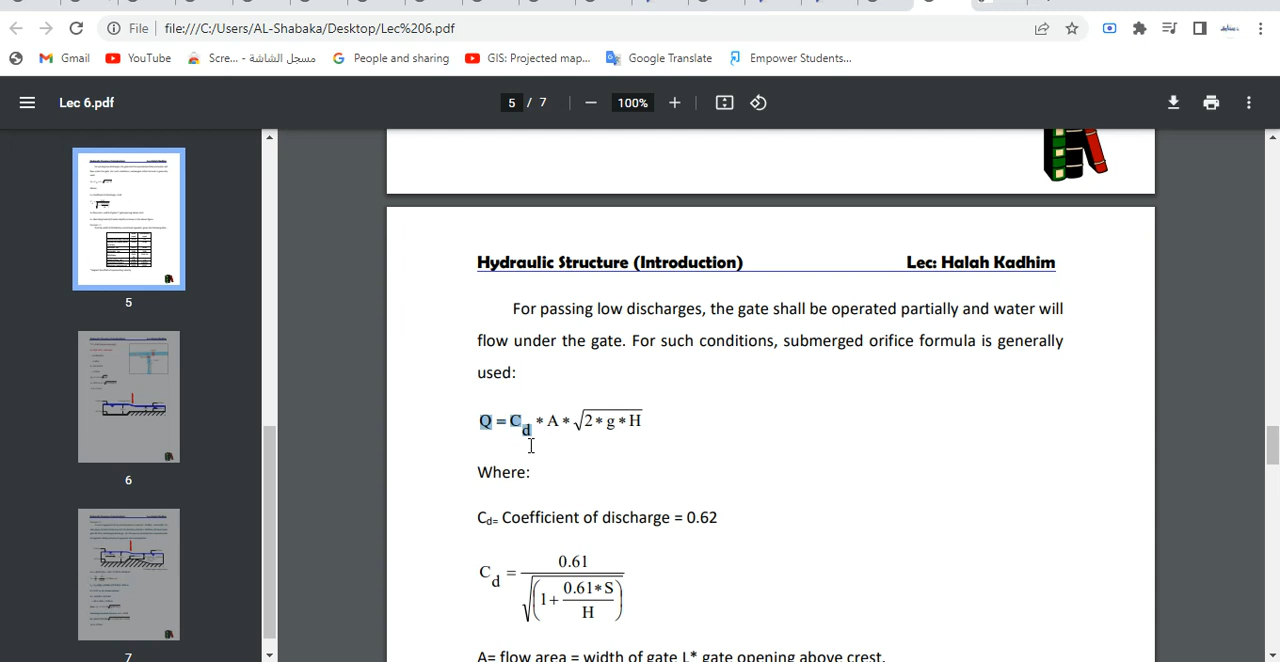 File file:///C:/Users/AL-Shabaka/Desktop/Lec%206.pdf
Gmail YouTube Scre... - مسجل الشاشة People and sharing GIS: Projected map... Google Translate Empower Students...
Lec 6.pdf 5 / 7 100%
Hydraulic Structure (Introduction) Lec: Halah Kadhim
For passing low discharges, the gate shall be operated partially and water will
flow under the gate. For such conditions, submerged orifice formula is generally
used:
Q = C_d * A * √(2 * g * H)
Where:
Cd= Coefficient of discharge = 0.62
C_d = 0.61 / √(1 + 0.61*S / H)
A= flow area = width of gate L* gate opening above crest.
5
6
7